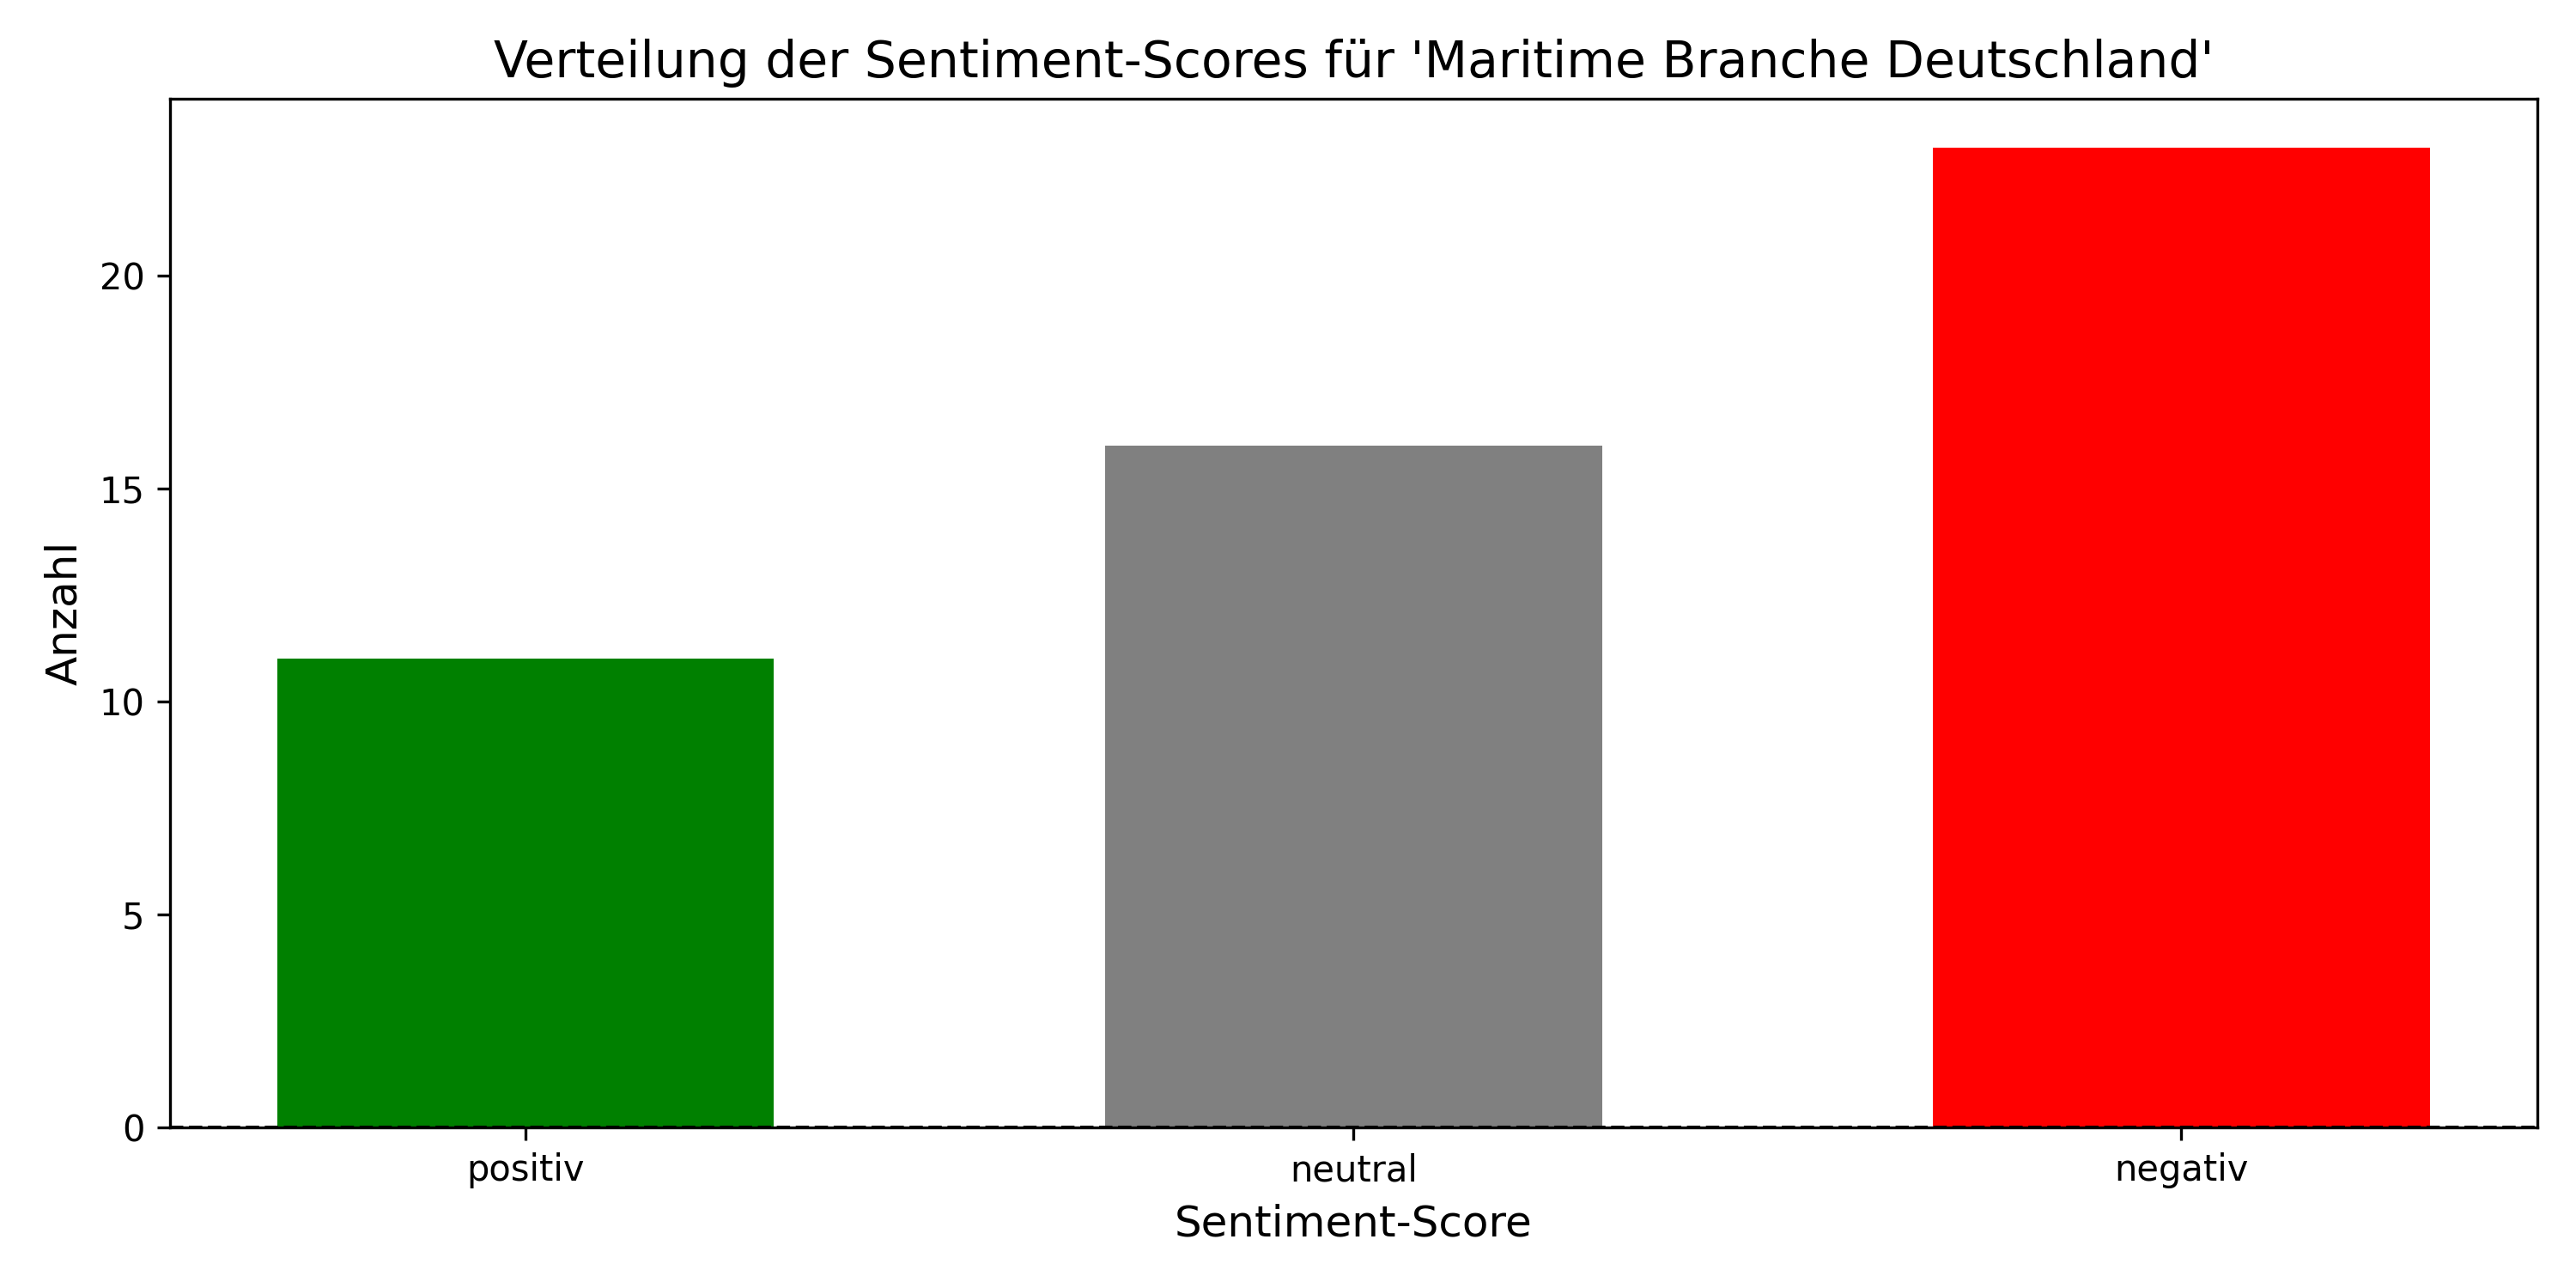 Verteilung der Sentiment-Scores für 'Maritime Branche Deutschland'
Anzahl
20
15
10
5
0
positiv
neutral
negativ
Sentiment-Score